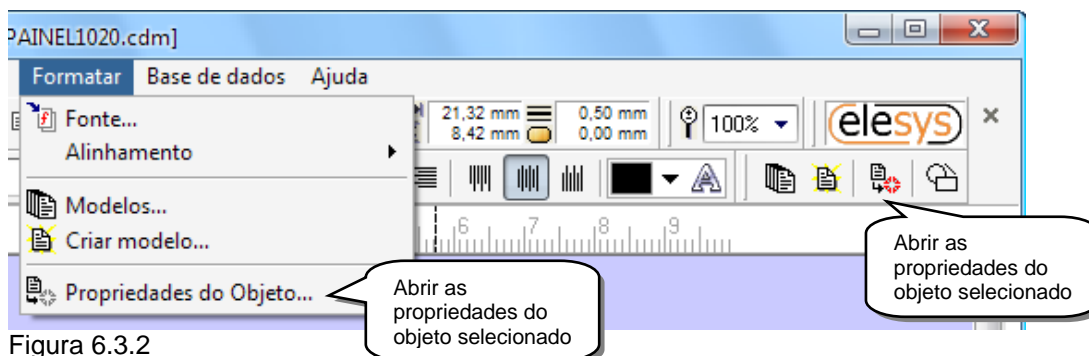 PAINEL1020.cdm]
Formatar Base de dados Ajuda
Fonte...
Alinhamento
Modelos...
Criar modelo...
Propriedades do Objeto...
21,32 mm 0,50 mm
8,42 mm 0,00 mm
100%
elesys
6 7 8 9
Abrir as
propriedades do
objeto selecionado
Abrir as
propriedades do
objeto selecionado
Figura 6.3.2